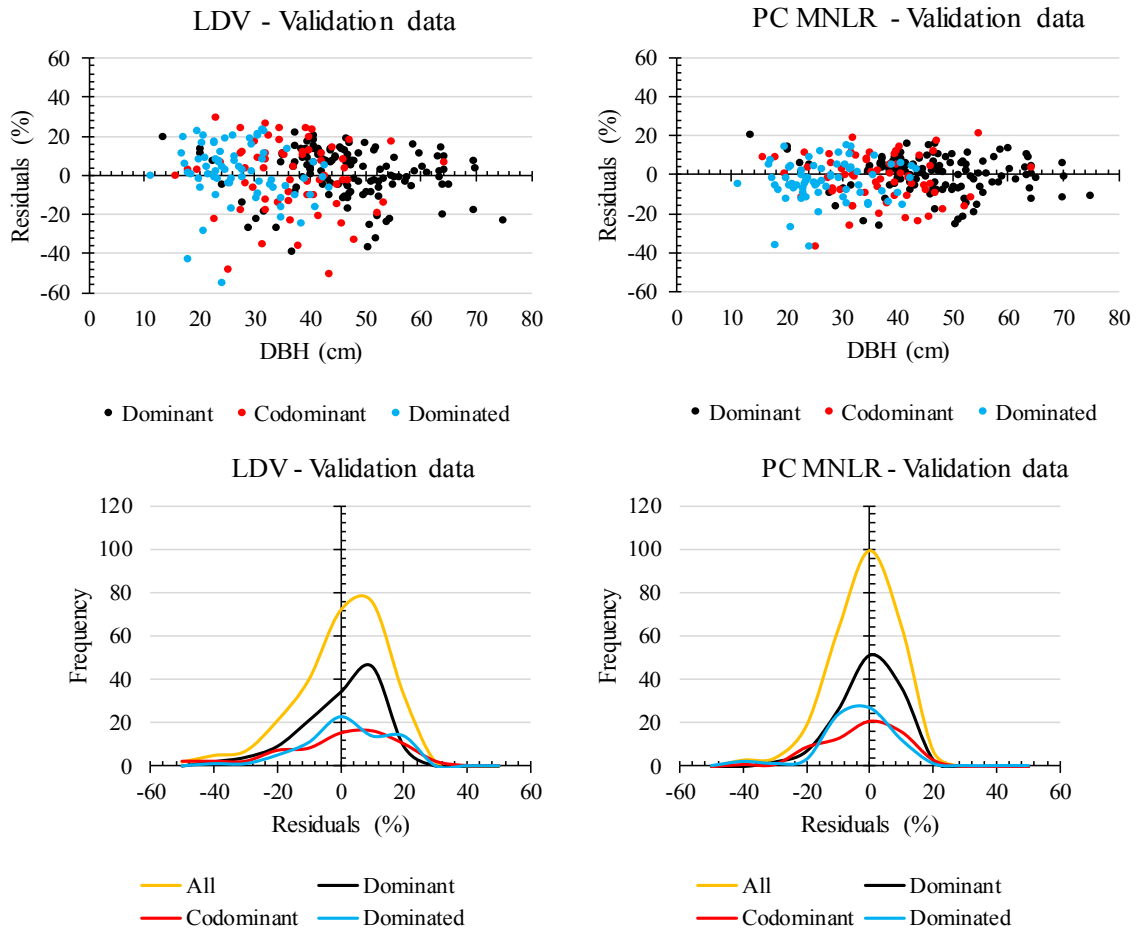 LDV - Validation data
60
40
20
0
-20
-40
-60
Residuals (%)
0 10 20 30 40 50 60 70 80
DBH (cm)
Dominant Codominant Dominated
PC MNLR - Validation data
60
40
20
0
-20
-40
-60
Residuals (%)
0 10 20 30 40 50 60 70 80
DBH (cm)
Dominant Codominant Dominated
LDV - Validation data
120
100
80
60
40
20
0
Frequency
-60 -40 -20 0 20 40 60
Residuals (%)
All Dominant
Codominant Dominated
PC MNLR - Validation data
120
100
80
60
40
20
0
Frequency
-60 -40 -20 0 20 40 60
Residuals (%)
All Dominant
Codominant Dominated